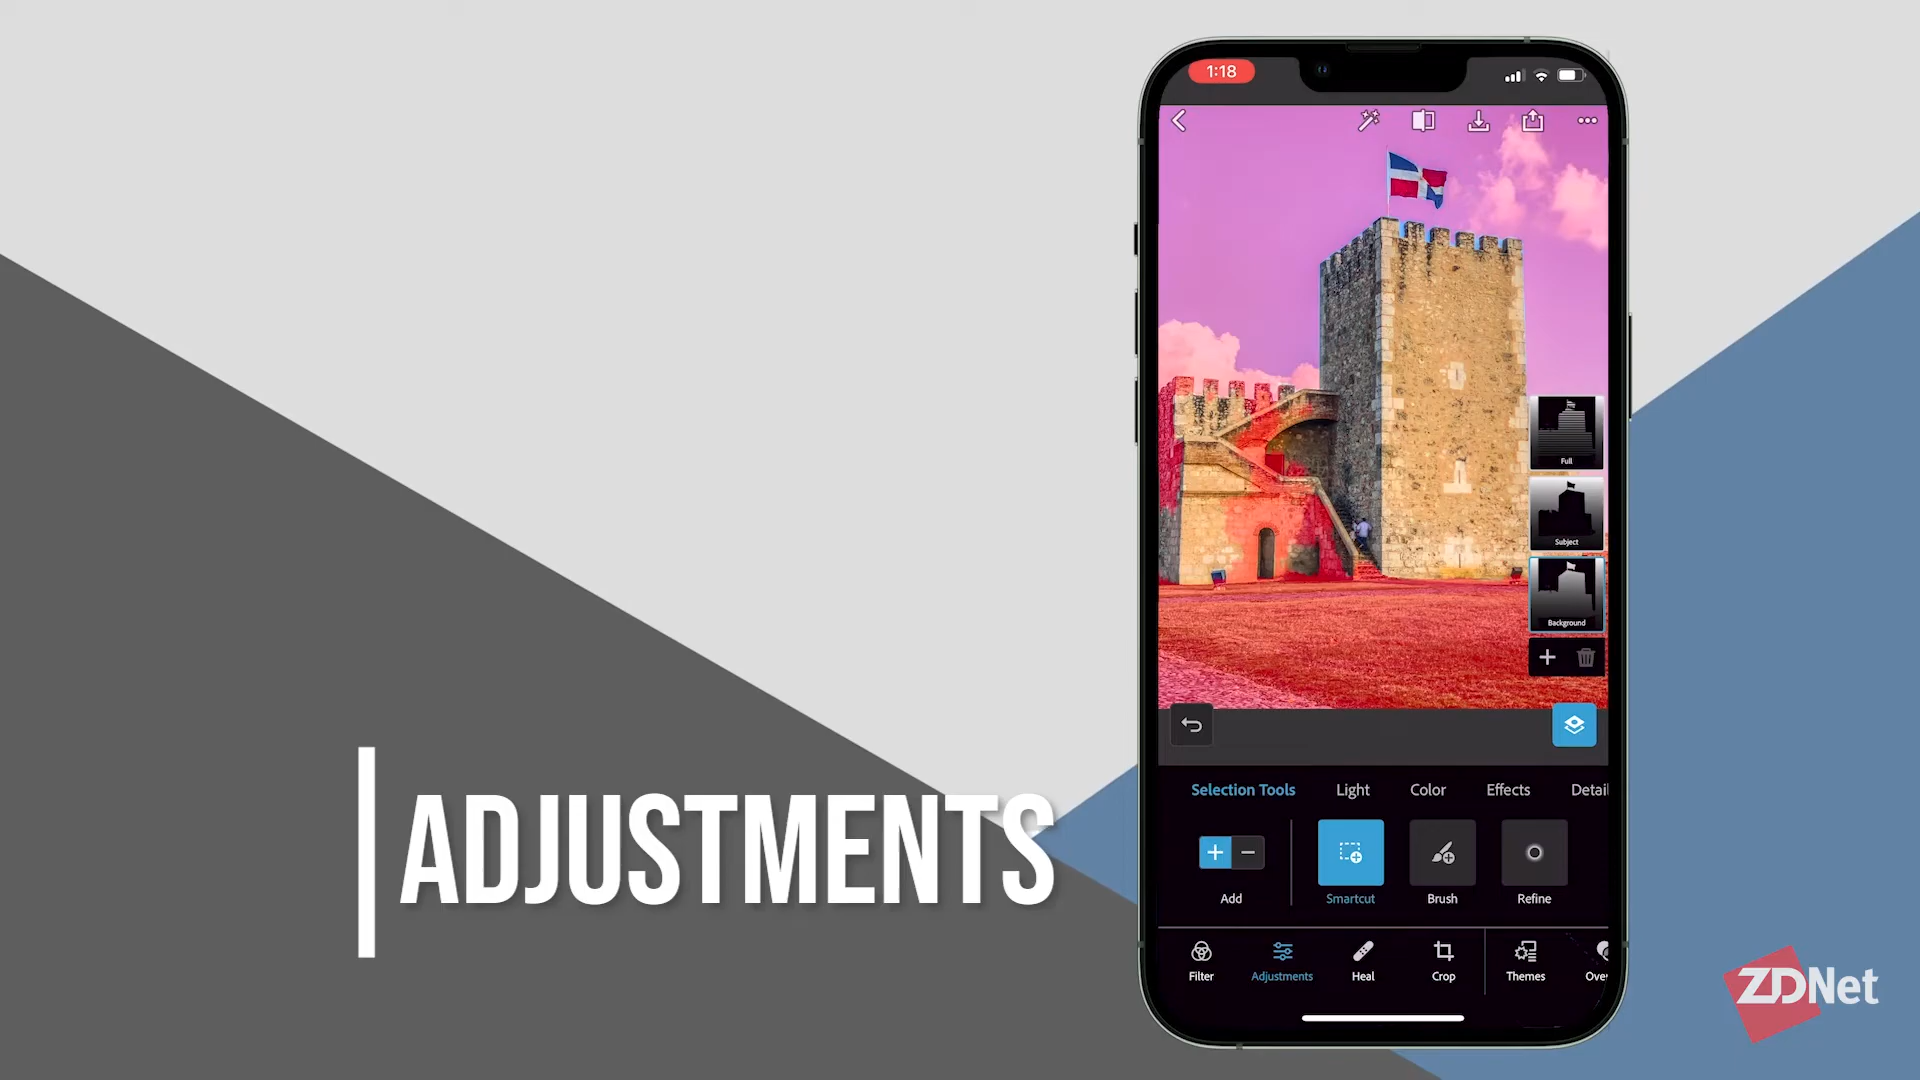 1:18
Full
Subject
Background
Selection Tools Light Color Effects Detail
Add Smartcut Brush Refine
Filter Adjustments Heal Crop Themes Over
ADJUSTMENTS
ZDNet